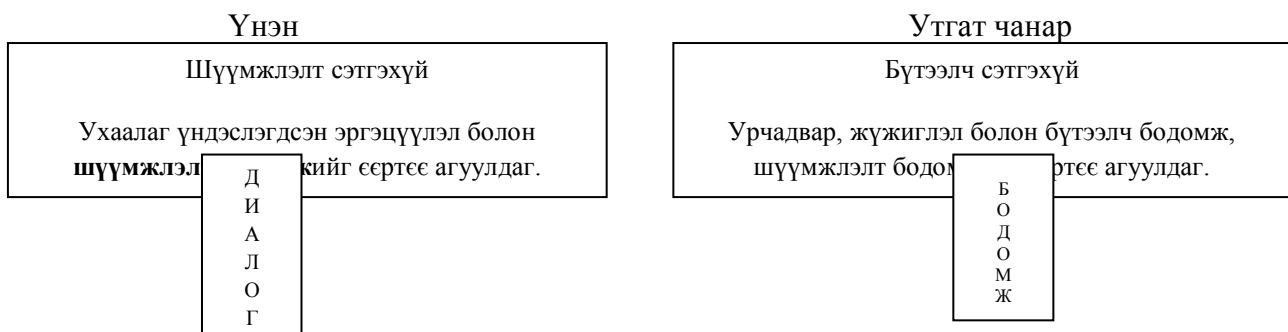 Үнэн
Шүүмжлэлт сэтгэхүй
Ухаалаг үндэслэгдсэн эргэцүүлэл болон
шүүмжлэл кийг єєртєє агуулдаг.
Д
И
А
Л
О
Г
Утгат чанар
Бүтээлч сэтгэхүй
Урчадвар, жүжиглэл болон бүтээлч бодомж,
шүүмжлэлт бодом ртєє агуулдаг.
Б
О
Д
О
М
Ж